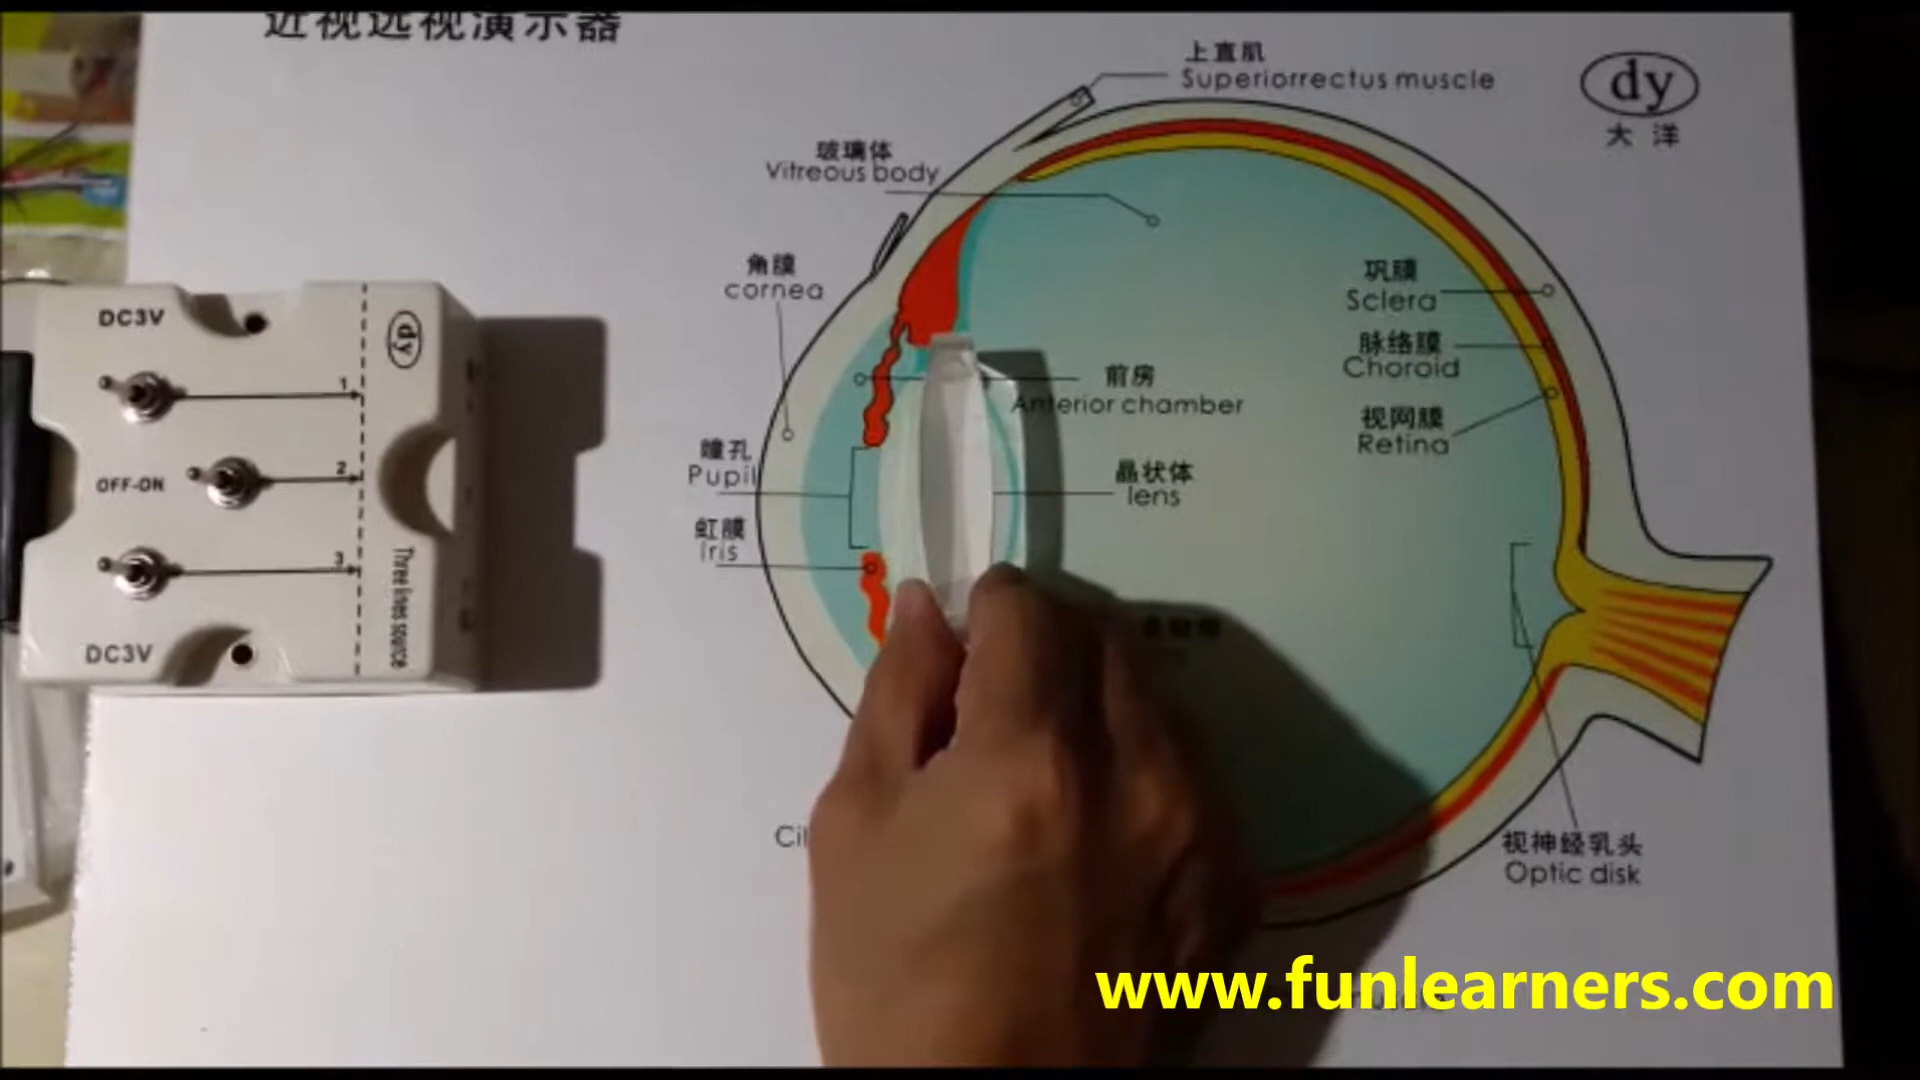 近视远视演示器
上直肌
Superiorrectus muscle
dy
大洋
玻璃体
Vitreous body
角膜
cornea
巩膜
Sclera
脉络膜
Choroid
视网膜
Retina
前房
Anterior chamber
瞳孔
Pupil
晶状体
lens
虹膜
Iris
DC3V
1
OFF-ON
2
3
DC3V
dy
Three lines source
Cil
视神经乳头
Optic disk
www.funlearners.com